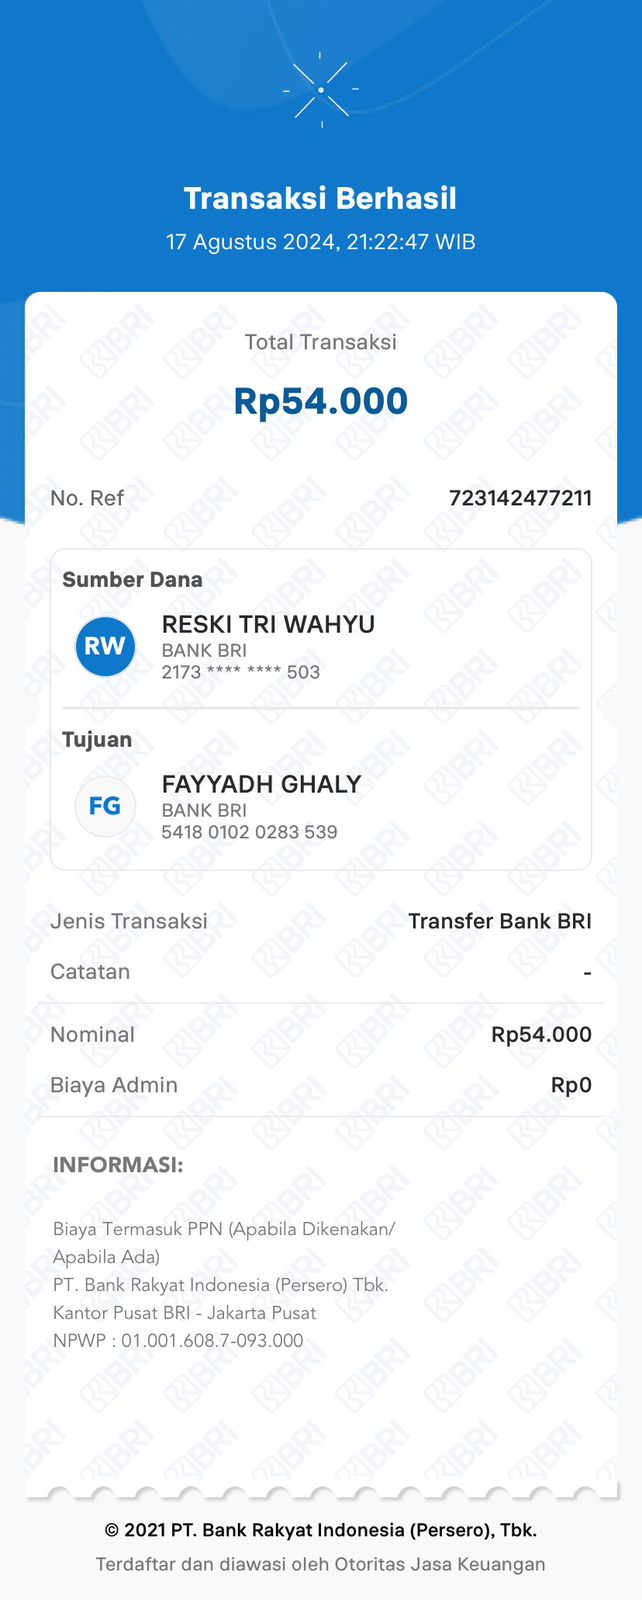 Transaksi Berhasil
17 Agustus 2024, 21:22:47 WIB
Total Transaksi
Rp54.000
No. Ref 723142477211
Sumber Dana
RW RESKI TRI WAHYU
BANK BRI
2173 **** **** 503
Tujuan
FG FAYYADH GHALY
BANK BRI
5418 0102 0283 539
Jenis Transaksi Transfer Bank BRI
Catatan -
Nominal Rp54.000
Biaya Admin Rp0
INFORMASI:
Biaya Termasuk PPN (Apabila Dikenakan/
Apabila Ada)
PT. Bank Rakyat Indonesia (Persero) Tbk.
Kantor Pusat BRI - Jakarta Pusat
NPWP : 01.001.608.7-093.000
© 2021 PT. Bank Rakyat Indonesia (Persero), Tbk.
Terdaftar dan diawasi oleh Otoritas Jasa Keuangan